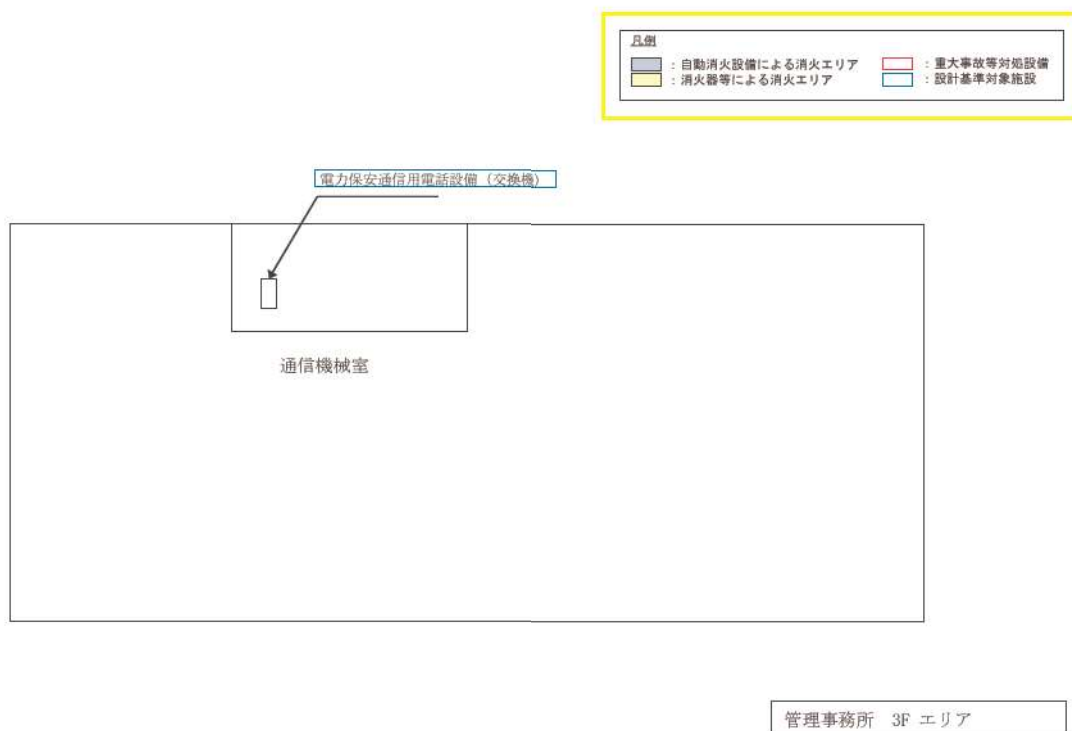 凡例
：自動消火設備による消火エリア　：重大事故等対処設備
：消火器等による消火エリア　：設計基準対象施設
電力保安通信用電話設備（交換機）
通信機械室
管理事務所　3F エリア